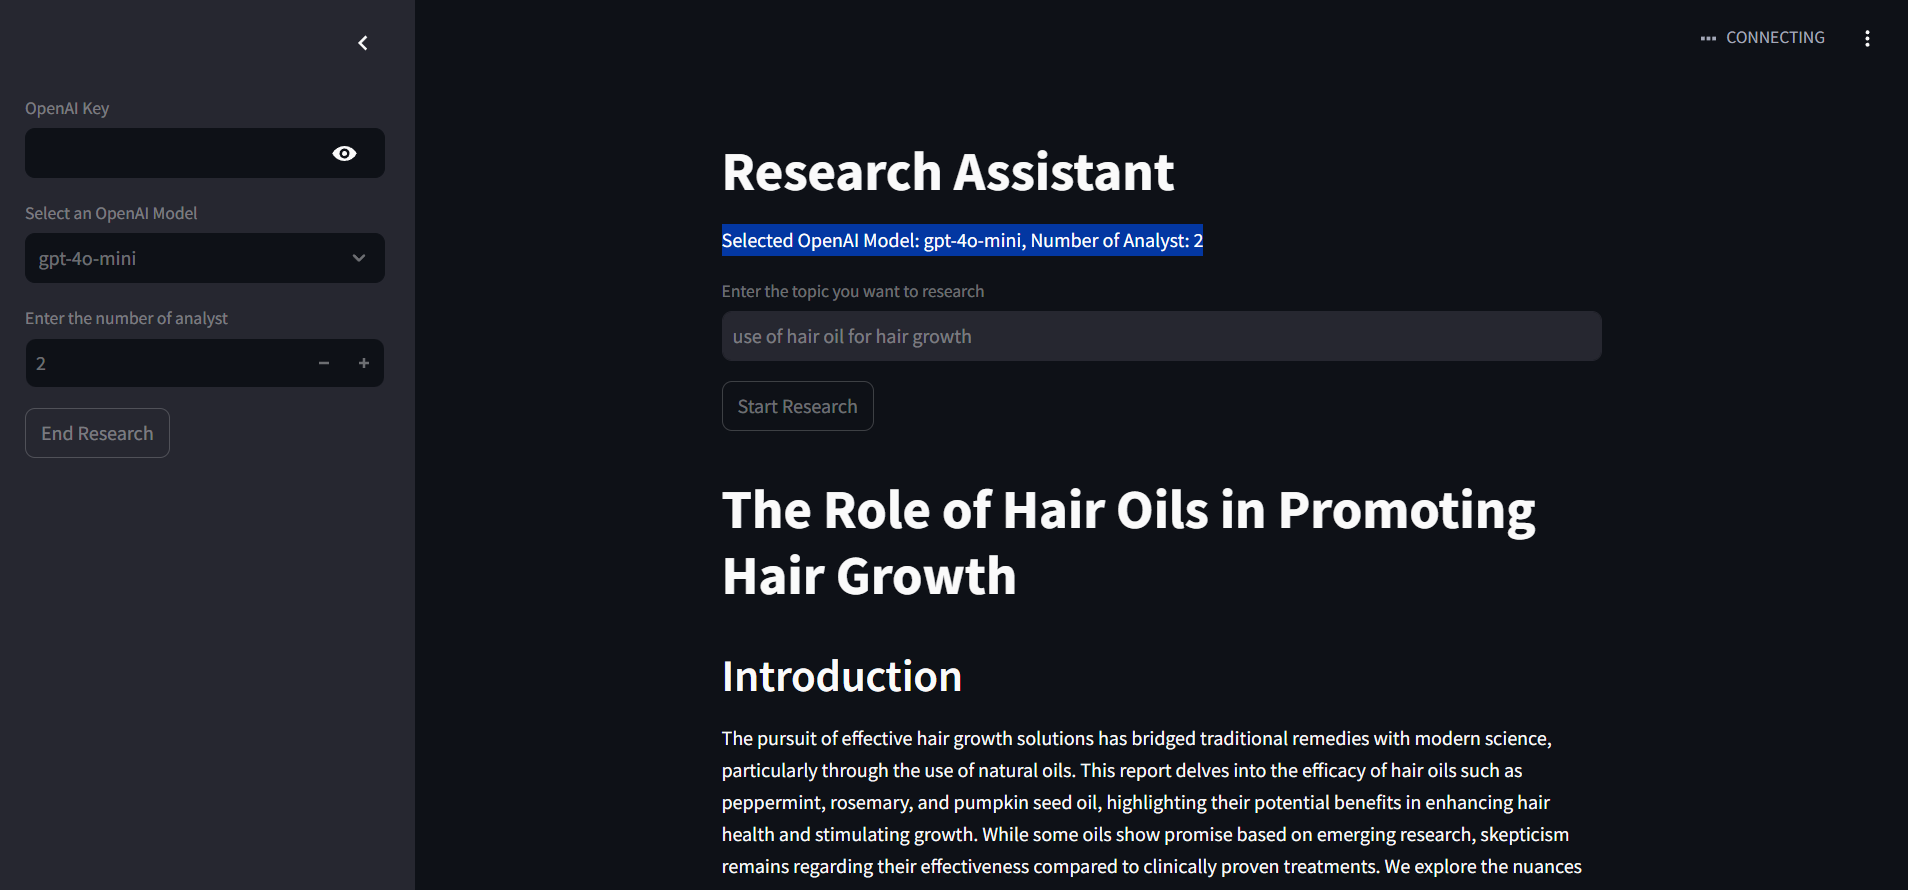 OpenAI Key
Select an OpenAI Model
gpt-4o-mini
Enter the number of analyst
2
End Research
CONNECTING
Research Assistant
Selected OpenAI Model: gpt-4o-mini, Number of Analyst: 2
Enter the topic you want to research
use of hair oil for hair growth
Start Research
The Role of Hair Oils in Promoting
Hair Growth
Introduction
The pursuit of effective hair growth solutions has bridged traditional remedies with modern science,
particularly through the use of natural oils. This report delves into the efficacy of hair oils such as
peppermint, rosemary, and pumpkin seed oil, highlighting their potential benefits in enhancing hair
health and stimulating growth. While some oils show promise based on emerging research, skepticism
remains regarding their effectiveness compared to clinically proven treatments. We explore the nuances